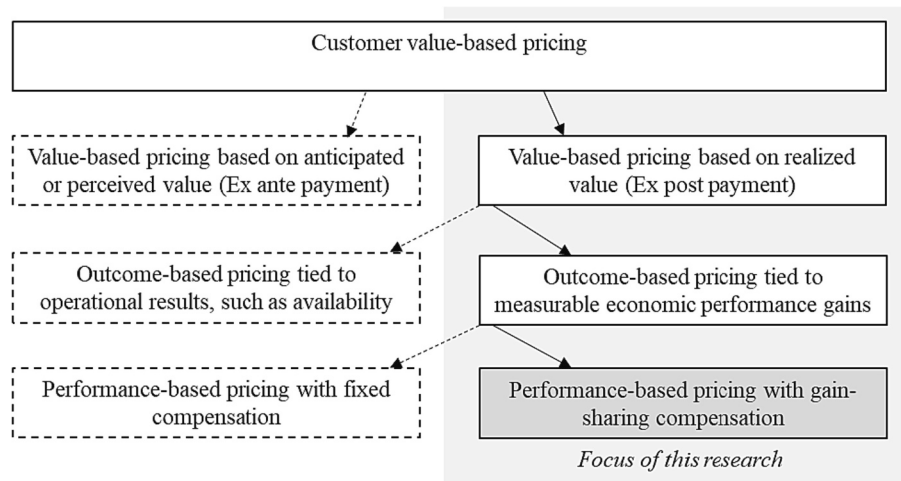 Customer value-based pricing
Value-based pricing based on anticipated
or perceived value (Ex ante payment)
Value-based pricing based on realized
value (Ex post payment)
Outcome-based pricing tied to
operational results, such as availability
Outcome-based pricing tied to
measurable economic performance gains
Performance-based pricing with fixed
compensation
Performance-based pricing with gain-
sharing compensation
Focus of this research